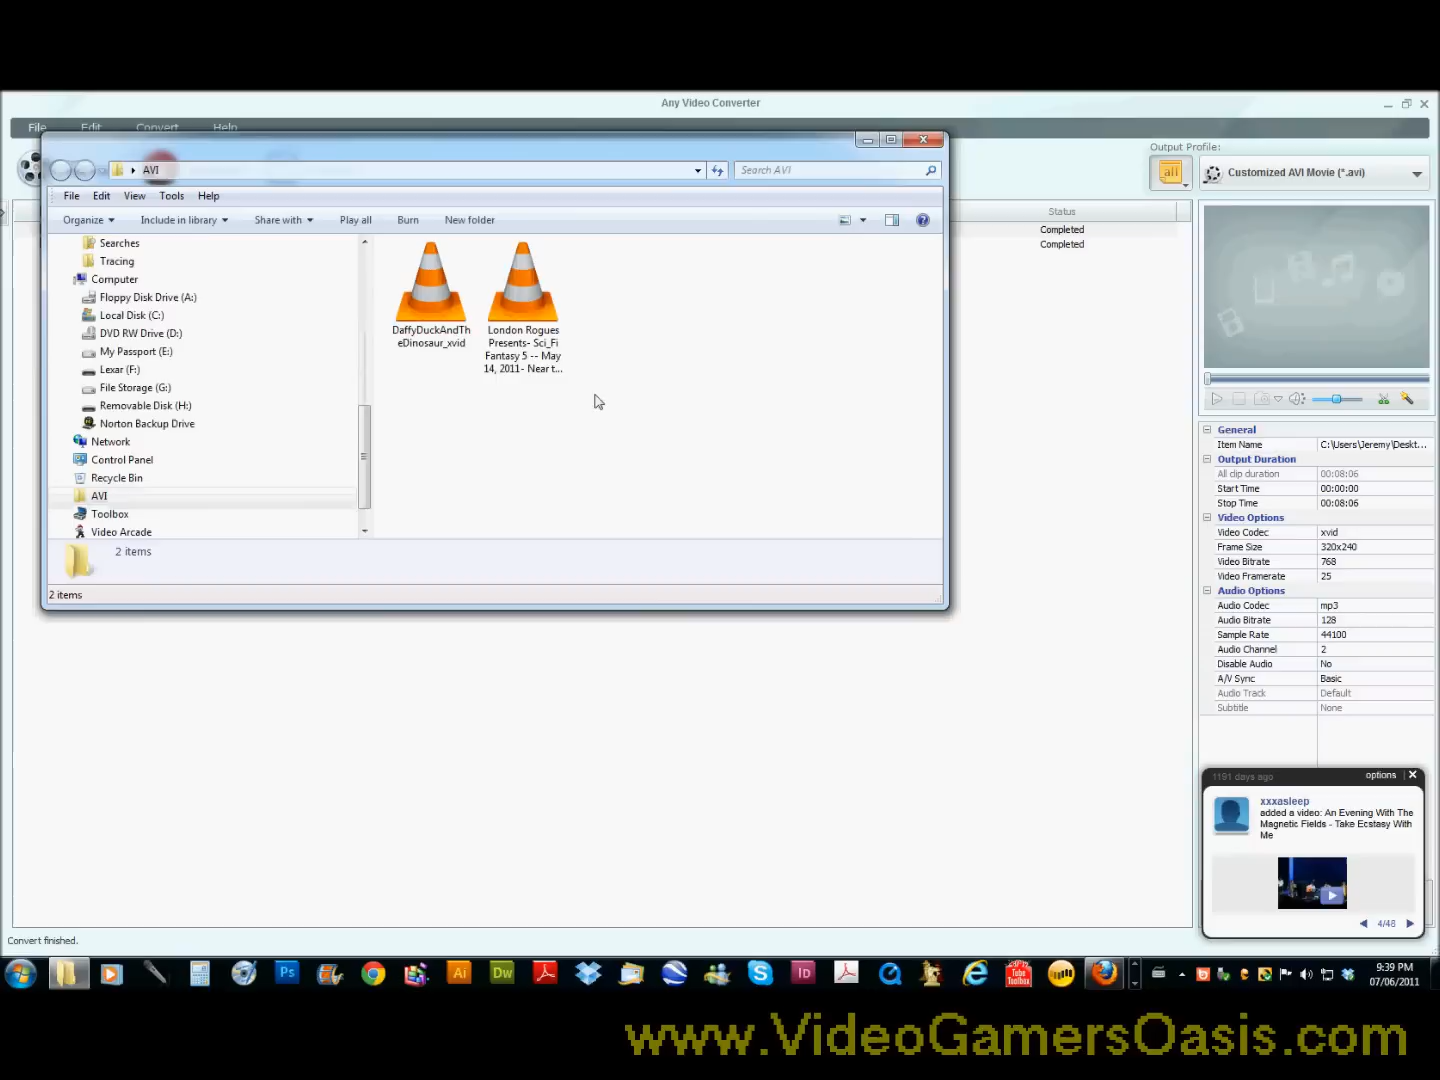 Any Video Converter
File Edit Convert Help
Output Profile:
all
Customized AVI Movie (*.avi)
AVI
Search AVI
File Edit View Tools Help
Organize Include in library Share with Play all Burn New folder
Status
Completed
Completed
Searches
Tracing
Computer
Floppy Disk Drive (A:)
Local Disk (C:)
DVD RW Drive (D:)
My Passport (E:)
Lexar (F:)
File Storage (G:)
Removable Disk (H:)
Norton Backup Drive
Network
Control Panel
Recycle Bin
AVI
Toolbox
Video Arcade
DaffyDuckAndTh
eDinosaur_xvid
London Rogues
Presents- Sci_Fi
Fantasy 5 -- May
14, 2011- Near t...
2 items
2 items
General
Item Name C:\Users\Jeremy\Deskt...
Output Duration
All clip duration 00:08:06
Start Time 00:00:00
Stop Time 00:08:06
Video Options
Video Codec xvid
Frame Size 320x240
Video Bitrate 768
Video Framerate 25
Audio Options
Audio Codec mp3
Audio Bitrate 128
Sample Rate 44100
Audio Channel 2
Disable Audio No
A/V Sync Basic
Audio Track Default
Subtitle None
1191 days ago options
xxxasleep
added a video: An Evening With The
Magnetic Fields - Take Ecstasy With
Me
4/48
Convert finished.
Ps
Ai
Dw
Id
Tube
Toolbox
9:39 PM
07/06/2011
www.VideoGamersOasis.com